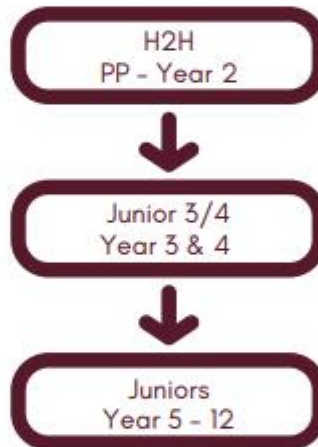 H2H
PP - Year 2
Junior 3/4
Year 3 & 4
Juniors
Year 5 - 12